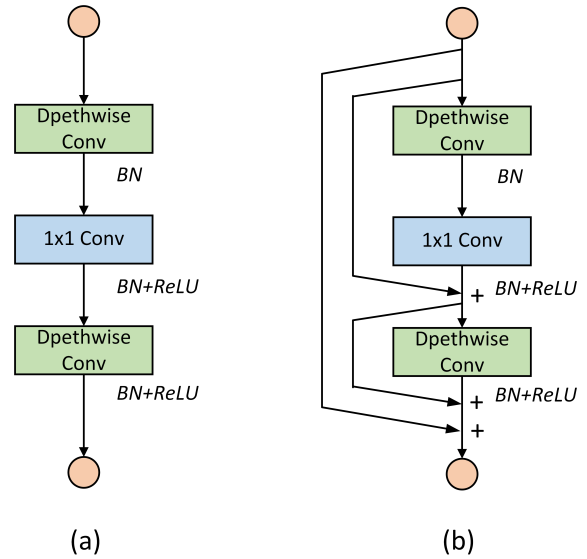 Dpethwise
Conv
BN
1x1 Conv
BN+ReLU
Dpethwise
Conv
BN+ReLU
(a)
Dpethwise
Conv
BN
1x1 Conv
+ BN+ReLU
Dpethwise
Conv
+ BN+ReLU
+
(b)